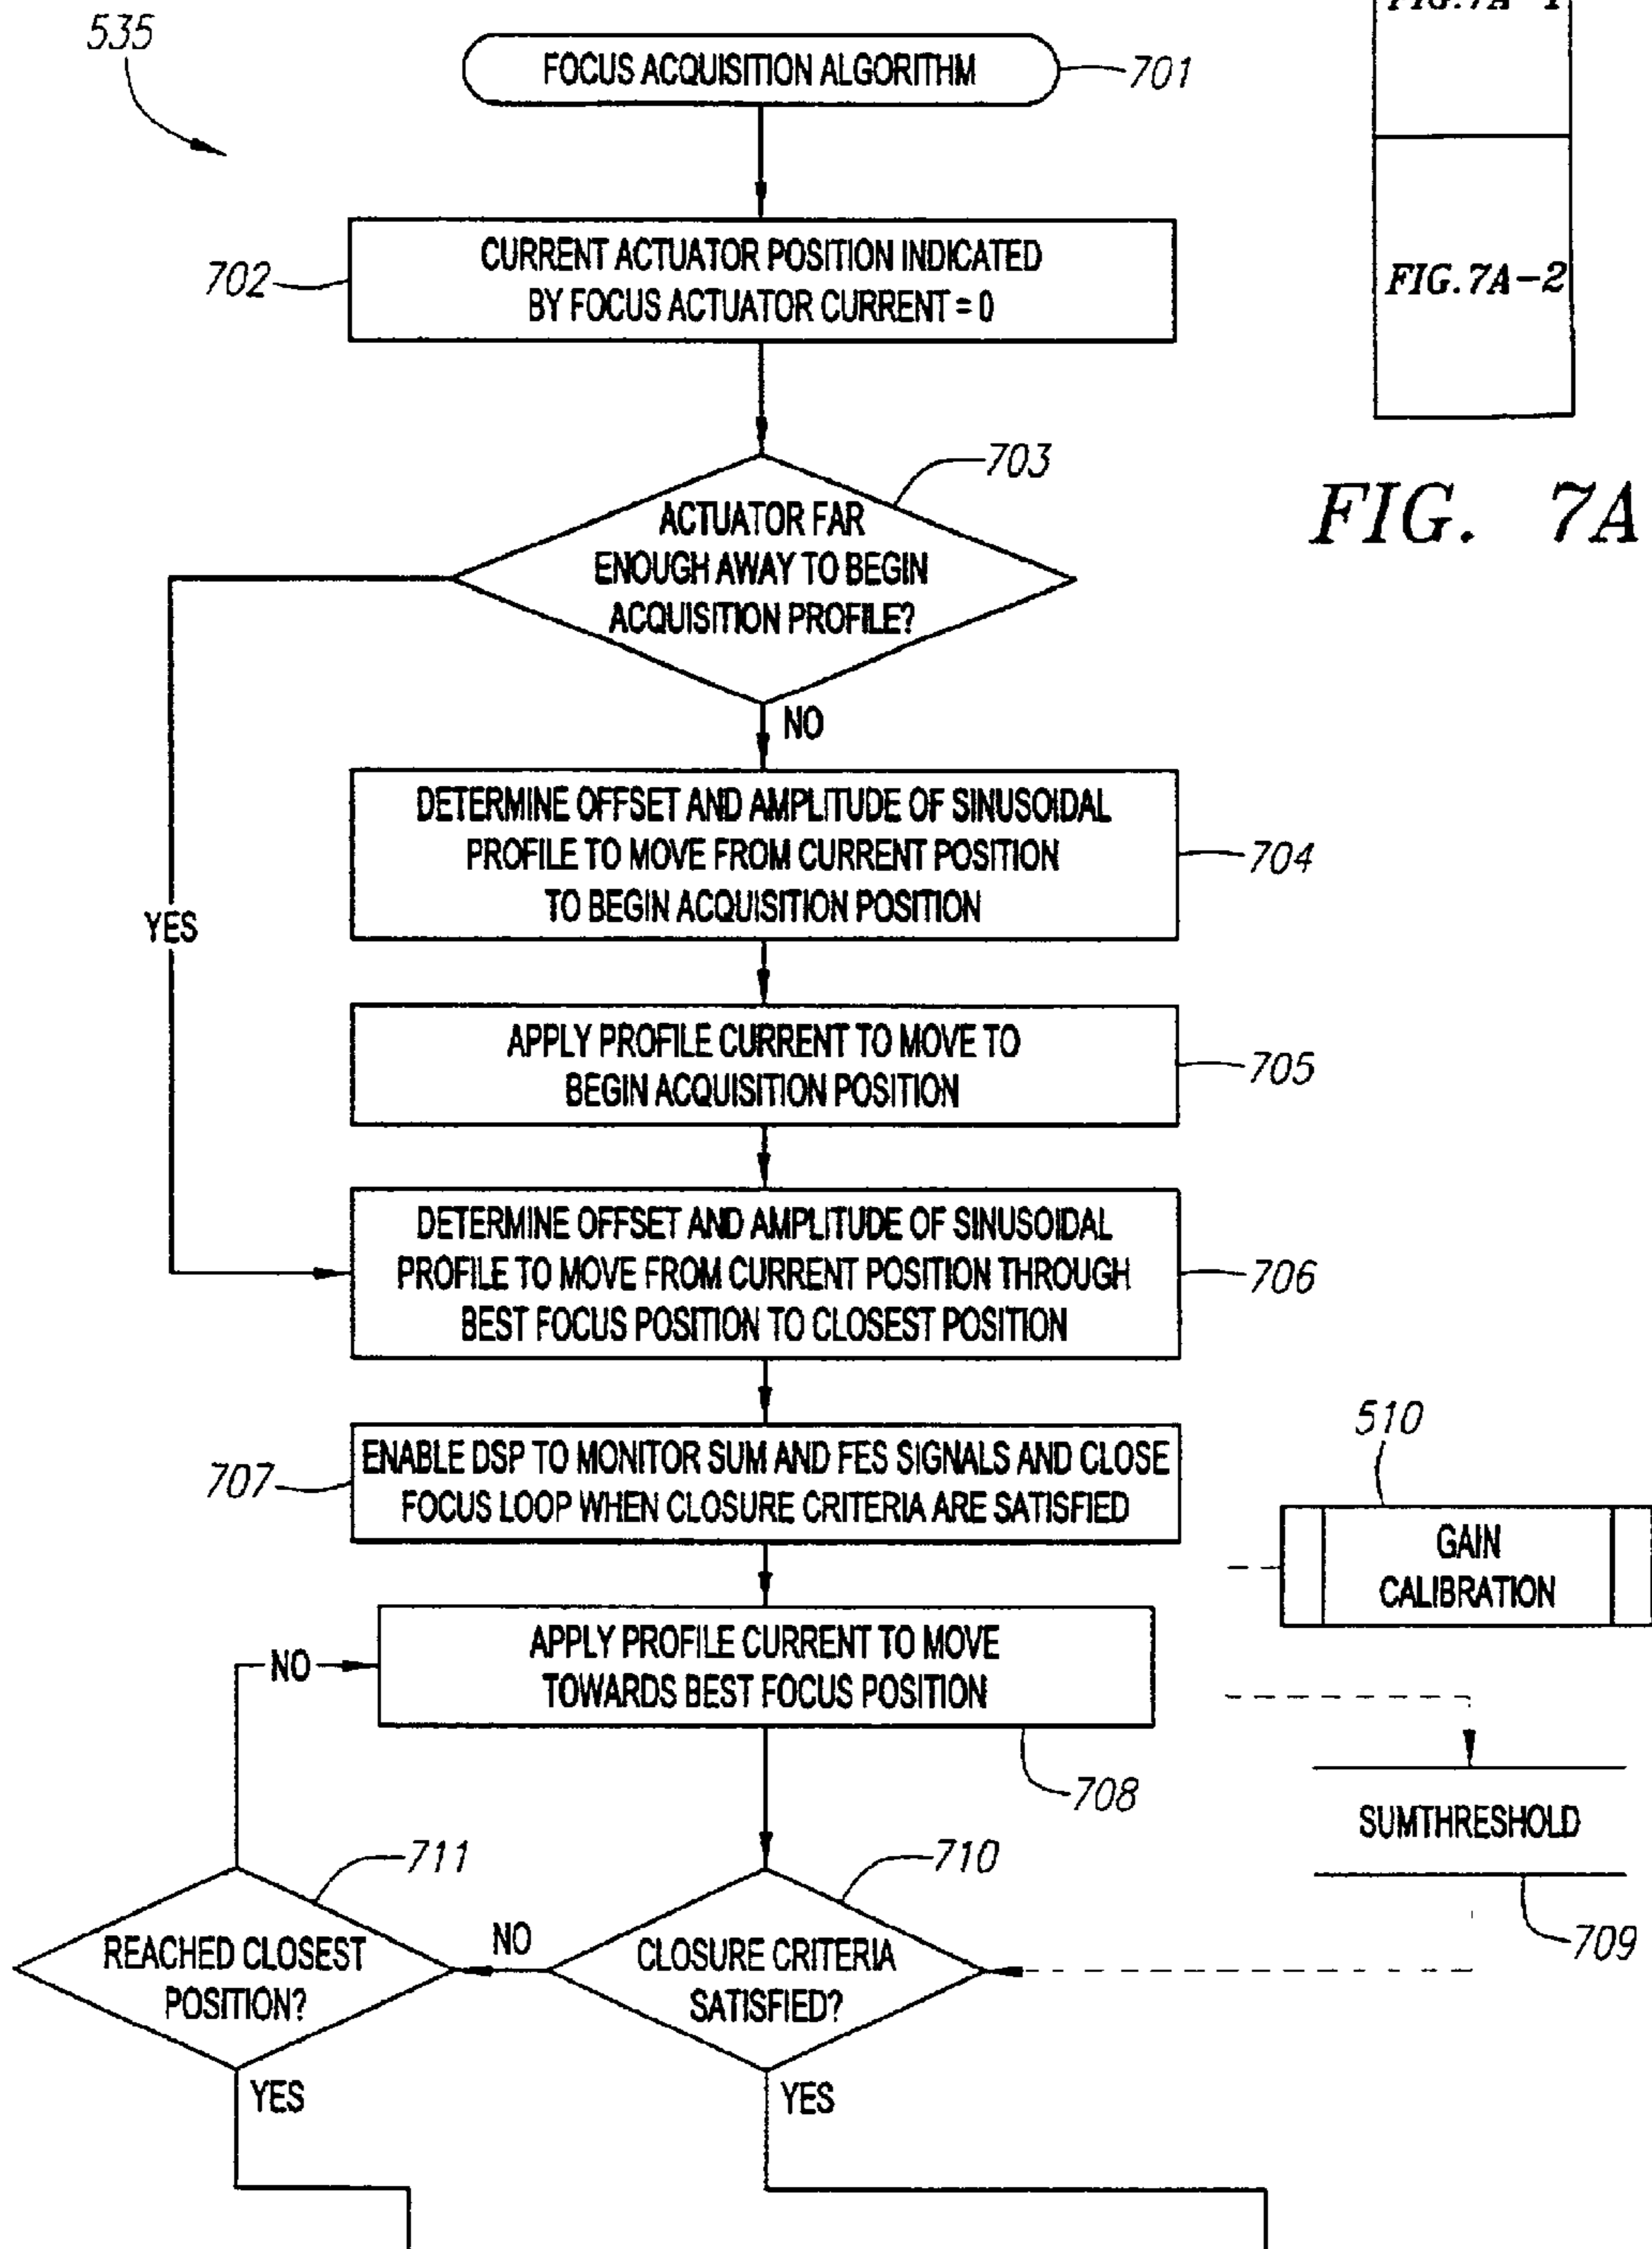 535
FOCUS ACQUISITION ALGORITHM
701
FIG.7A-1
FIG.7A-2
FIG. 7A
702
CURRENT ACTUATOR POSITION INDICATED
BY FOCUS ACTUATOR CURRENT = 0
703
ACTUATOR FAR
ENOUGH AWAY TO BEGIN
ACQUISITION PROFILE?
NO
YES
DETERMINE OFFSET AND AMPLITUDE OF SINUSOIDAL
PROFILE TO MOVE FROM CURRENT POSITION
TO BEGIN ACQUISITION POSITION
704
APPLY PROFILE CURRENT TO MOVE TO
BEGIN ACQUISITION POSITION
705
DETERMINE OFFSET AND AMPLITUDE OF SINUSOIDAL
PROFILE TO MOVE FROM CURRENT POSITION THROUGH
BEST FOCUS POSITION TO CLOSEST POSITION
706
707
ENABLE DSP TO MONITOR SUM AND FES SIGNALS AND CLOSE
FOCUS LOOP WHEN CLOSURE CRITERIA ARE SATISFIED
510
GAIN
CALIBRATION
NO
APPLY PROFILE CURRENT TO MOVE
TOWARDS BEST FOCUS POSITION
708
SUMTHRESHOLD
709
711
REACHED CLOSEST
POSITION?
NO
710
CLOSURE CRITERIA
SATISFIED?
YES
YES